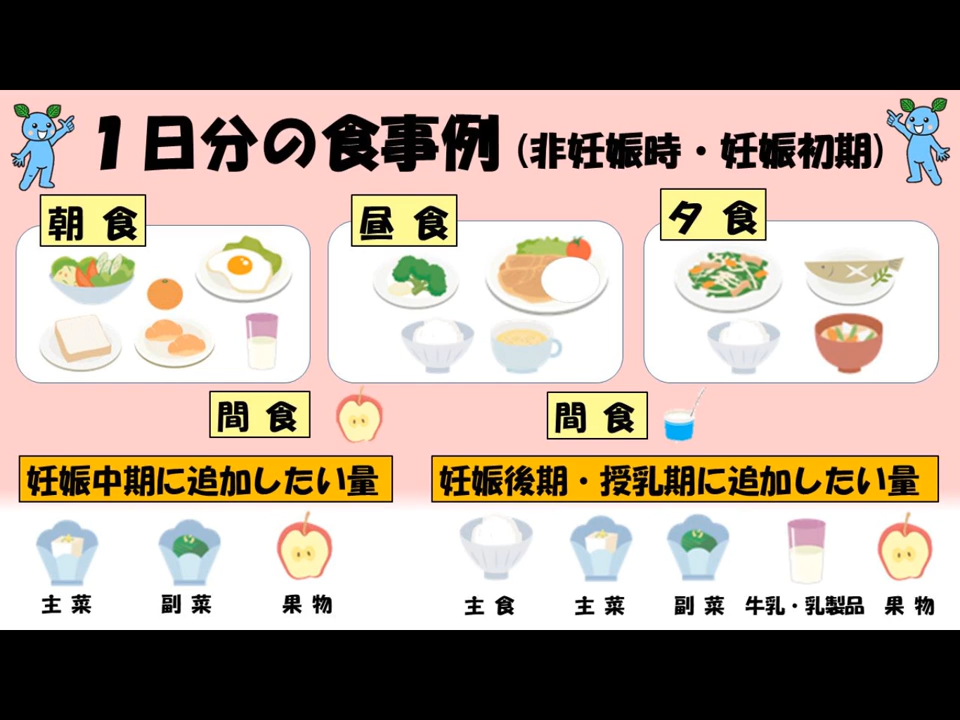 1日分の食事例(非妊娠時・妊娠初期)
朝食
昼食
夕食
間食
間食
妊娠中期に追加したい量
妊娠後期・授乳期に追加したい量
主菜
副菜
果物
主食
主菜
副菜
牛乳・乳製品
果物